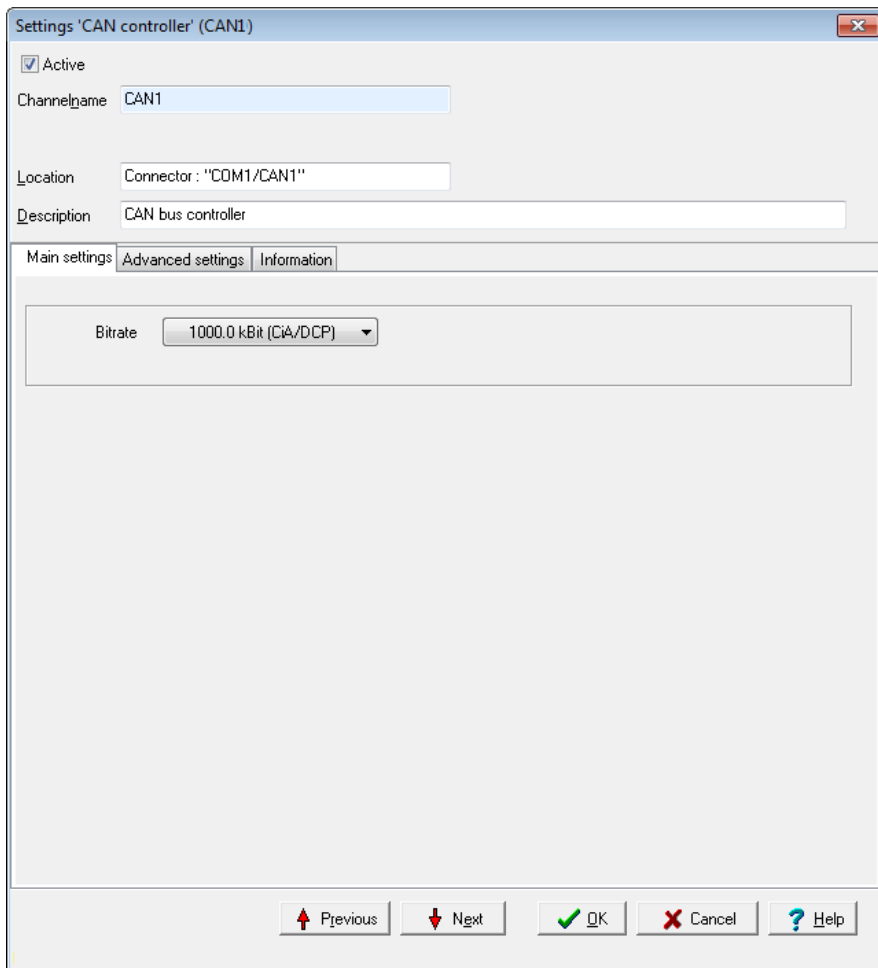 Settings 'CAN controller' (CAN1)
Active
Channelname CAN1
Location Connector : "COM1/CAN1"
Description CAN bus controller
Main settings Advanced settings Information
Bitrate 1000.0 kBit (CiA/DCP)
Previous Next OK Cancel Help